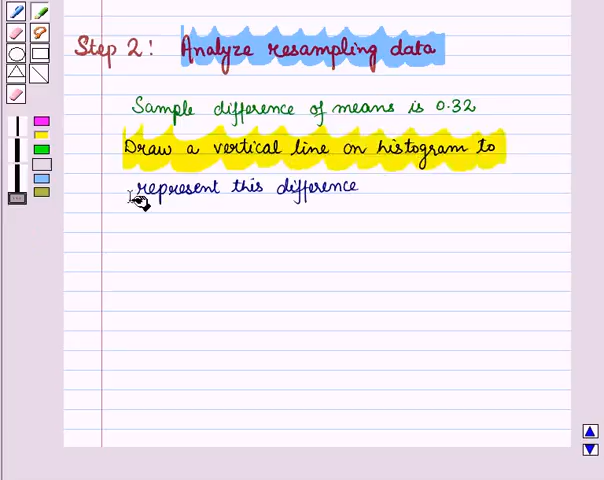 Step 2: Analyze resampling data
Sample difference of means is 0.32
Draw a vertical line on histogram to
represent this difference